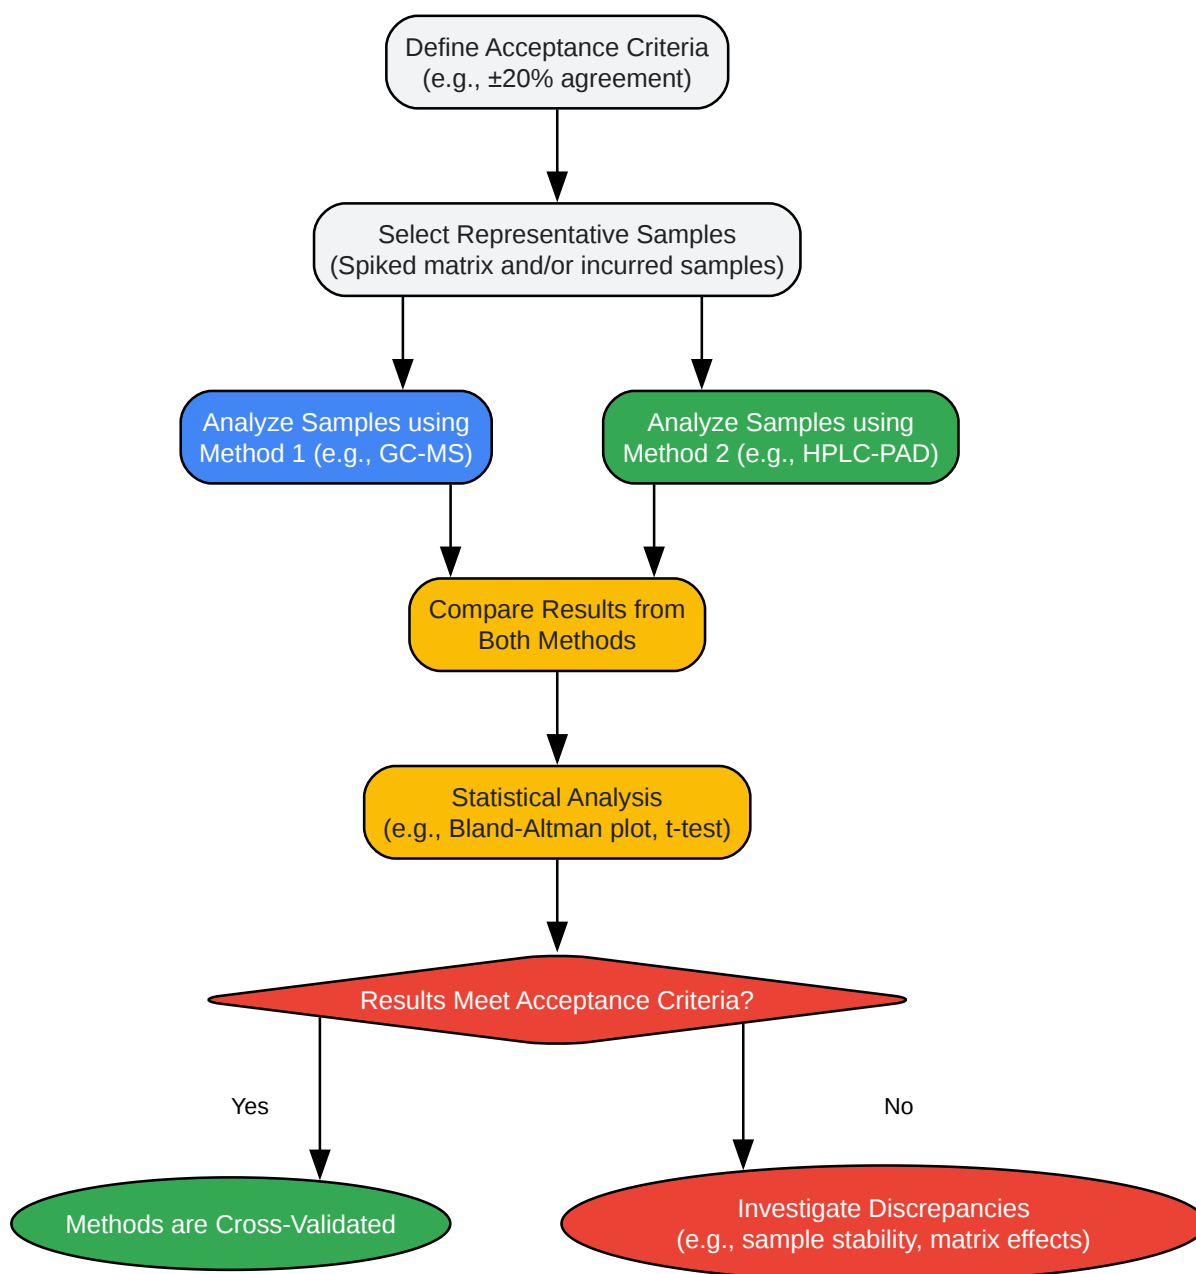 Define Acceptance Criteria
(e.g., ±20% agreement)
Select Representative Samples
(Spiked matrix and/or incurred samples)
Analyze Samples using
Method 1 (e.g., GC-MS)
Analyze Samples using
Method 2 (e.g., HPLC-PAD)
Compare Results from
Both Methods
Statistical Analysis
(e.g., Bland-Altman plot, t-test)
Results Meet Acceptance Criteria?
Yes
No
Methods are Cross-Validated
Investigate Discrepancies
(e.g., sample stability, matrix effects)